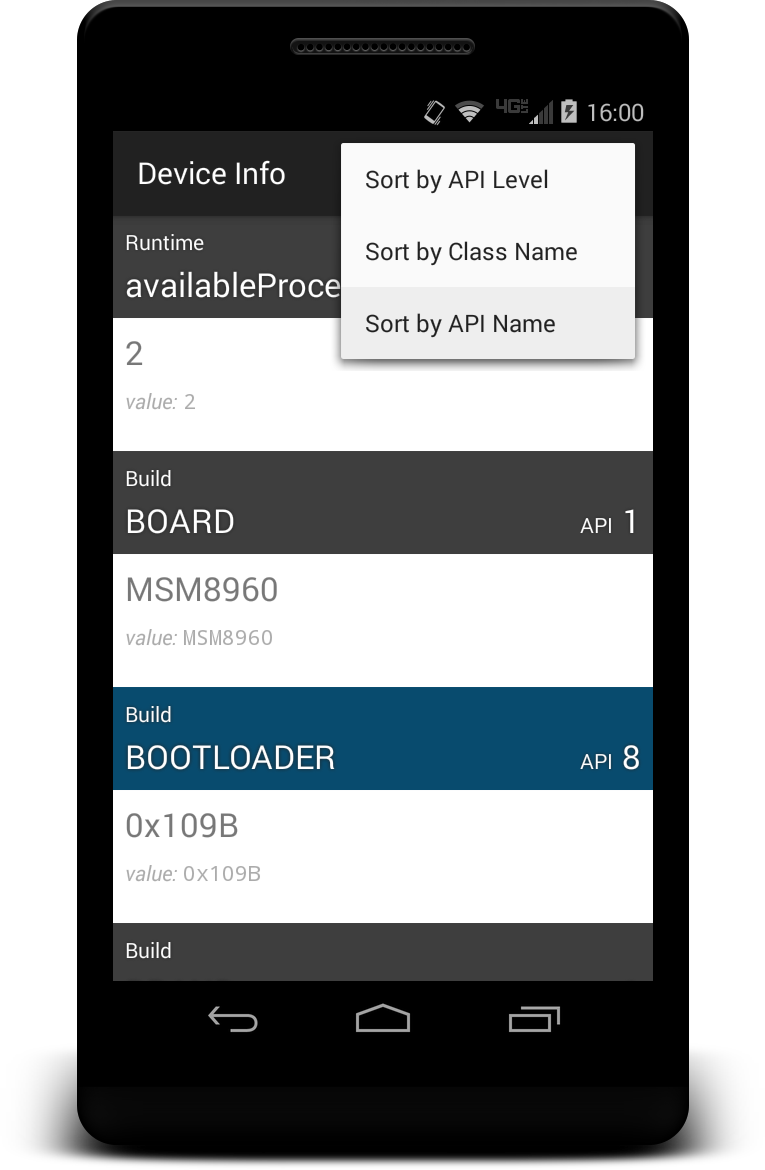 4G LTE 16:00
Device Info
Sort by API Level
Sort by Class Name
Sort by API Name
Runtime
availableProce
2
value: 2
Build
BOARD API 1
MSM8960
value: MSM8960
Build
BOOTLOADER API 8
0x109B
value: 0x109B
Build